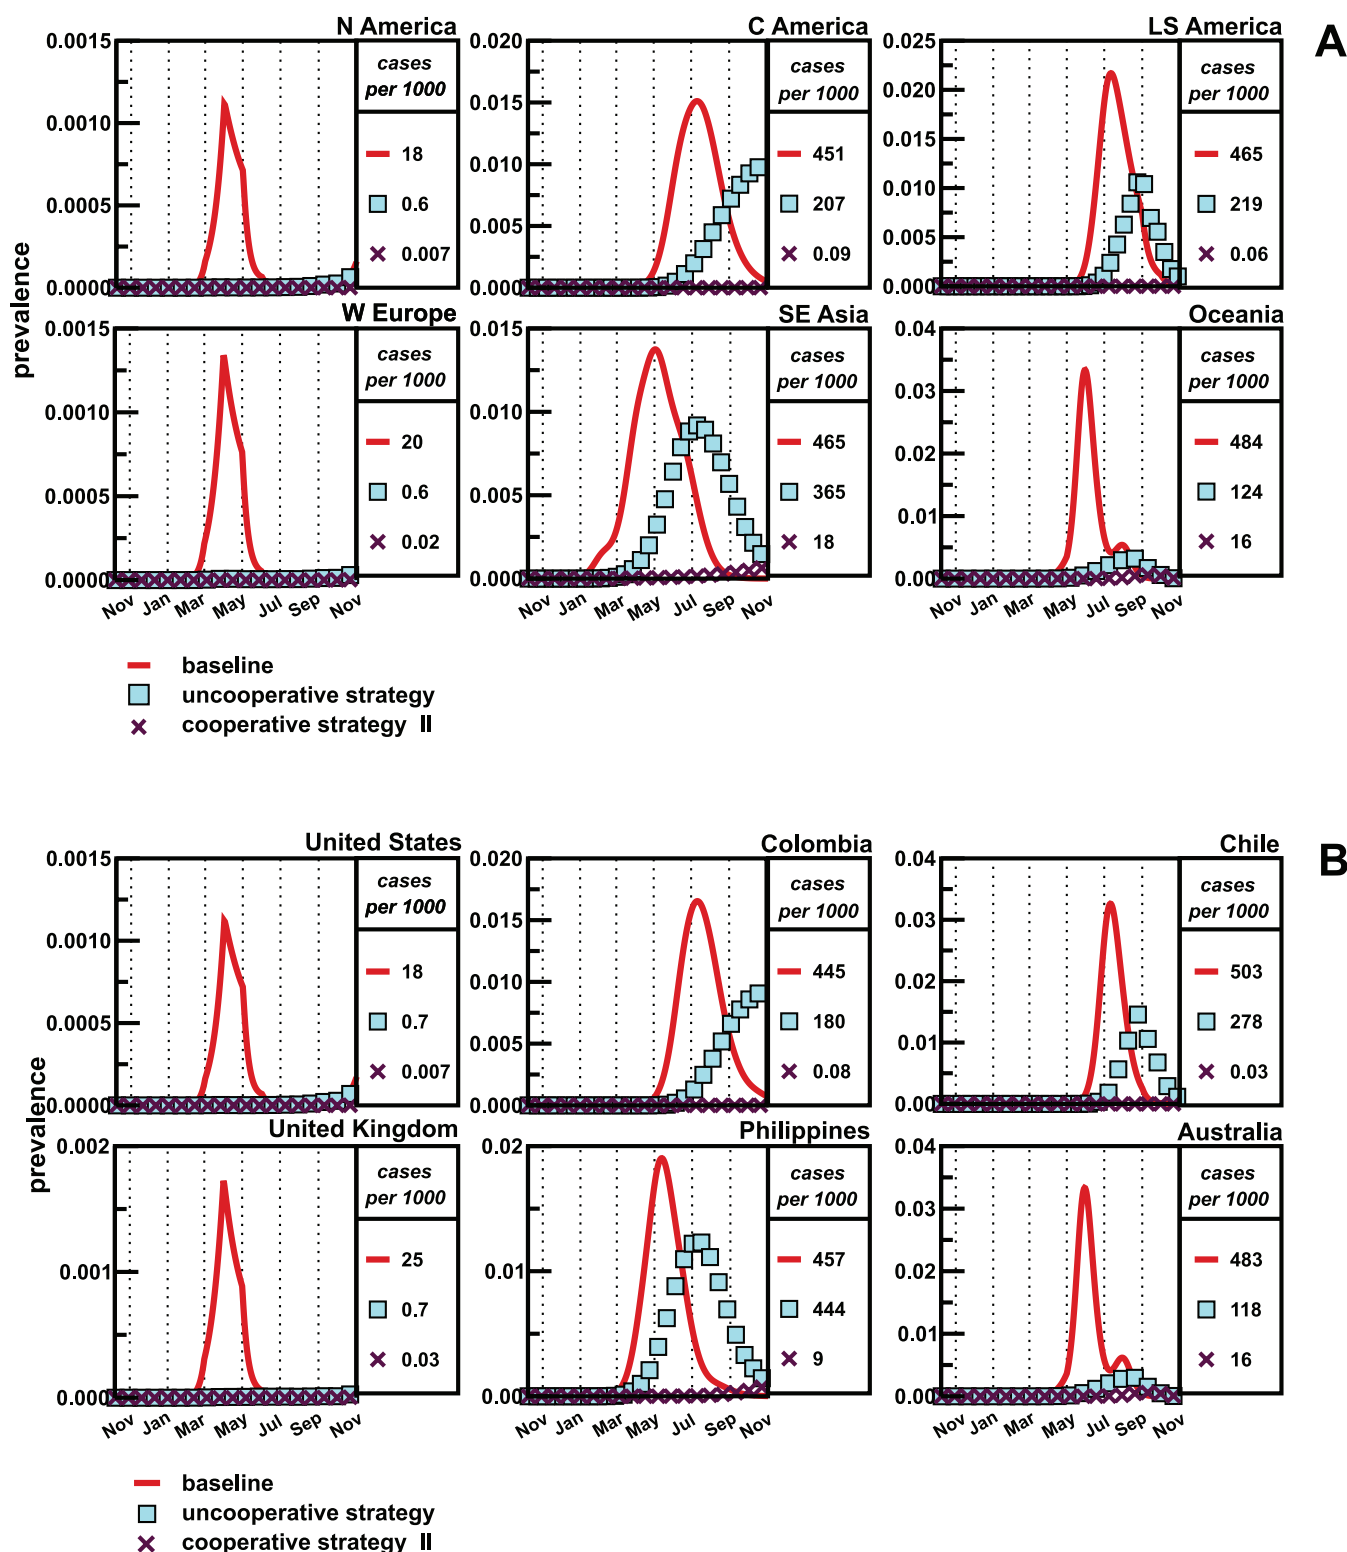 A
prevalence
N America
0.0015
0.0010
0.0005
0.0000
cases
per 1000
18
0.6
0.007
C America
0.020
0.015
0.010
0.005
0.000
cases
per 1000
451
207
0.09
LS America
0.025
0.020
0.015
0.010
0.005
0.000
cases
per 1000
465
219
0.06
W Europe
0.0015
0.0010
0.0005
0.0000
cases
per 1000
20
0.6
0.02
Nov Jan Mar May Jul Sep Nov
SE Asia
0.015
0.010
0.005
0.000
cases
per 1000
465
365
18
Nov Jan Mar May Jul Sep Nov
Oceania
0.04
0.03
0.02
0.01
0.00
cases
per 1000
484
124
16
Nov Jan Mar May Jul Sep Nov
baseline
uncooperative strategy
cooperative strategy II
B
prevalence
United States
0.0015
0.0010
0.0005
0.0000
cases
per 1000
18
0.7
0.007
Colombia
0.020
0.015
0.010
0.005
0.000
cases
per 1000
445
180
0.08
Chile
0.04
0.03
0.02
0.01
0.00
cases
per 1000
503
278
0.03
United Kingdom
0.002
0.001
0.000
cases
per 1000
25
0.7
0.03
Nov Jan Mar May Jul Sep Nov
Philippines
0.02
0.01
0.00
cases
per 1000
457
444
9
Nov Jan Mar May Jul Sep Nov
Australia
0.04
0.03
0.02
0.01
0.00
cases
per 1000
483
118
16
Nov Jan Mar May Jul Sep Nov
baseline
uncooperative strategy
cooperative strategy II